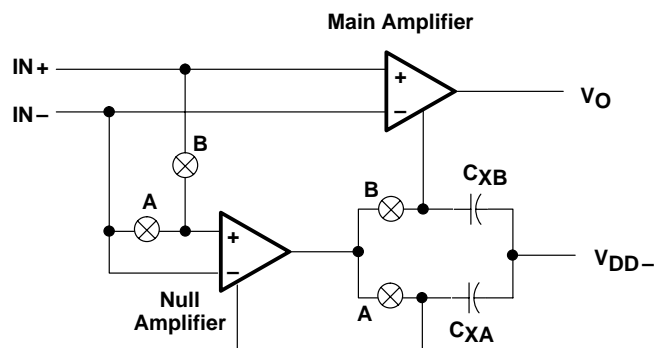 Main Amplifier
IN+
+
IN−
−
VO
B
B
CXB
A
+
VDD−
−
Null
Amplifier
A
CXA